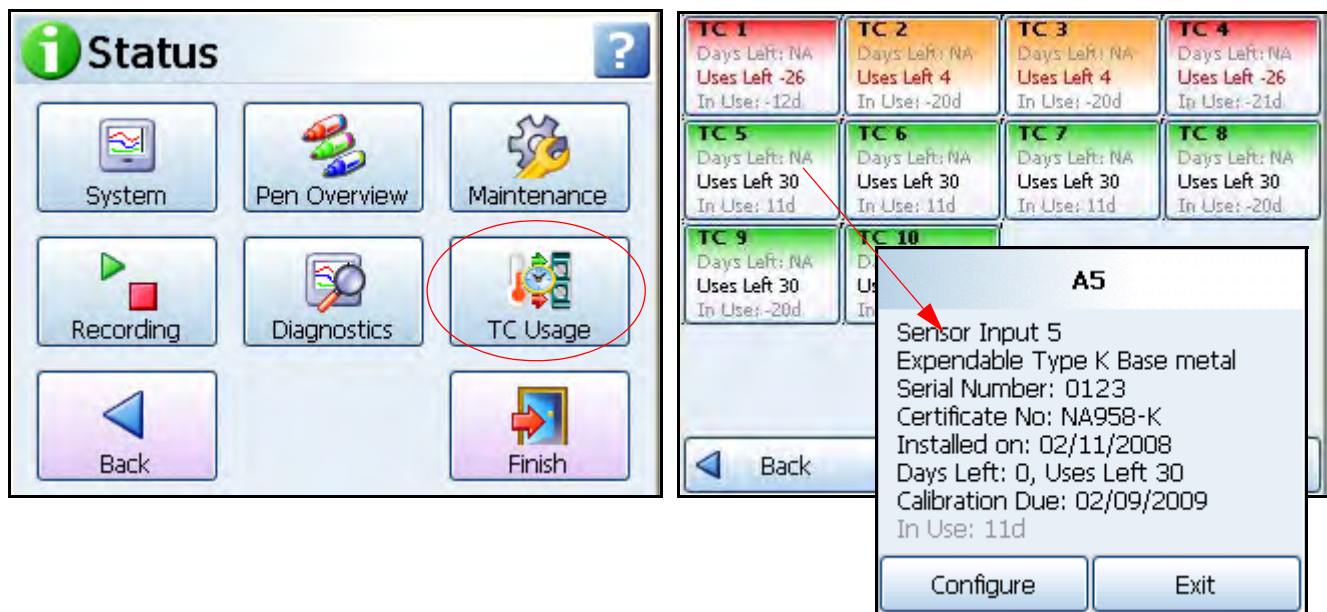 Status
?
System
Pen Overview
Maintenance
Recording
Diagnostics
TC Usage
Back
Finish
TC 1
Days Left: NA
Uses Left -26
In Use: -12d
TC 2
Days Left: NA
Uses Left 4
In Use: -20d
TC 3
Days Left: NA
Uses Left 4
In Use: -20d
TC 4
Days Left: NA
Uses Left -26
In Use: -21d
TC 5
Days Left: NA
Uses Left 30
In Use: 11d
TC 6
Days Left: NA
Uses Left 30
In Use: 11d
TC 7
Days Left: NA
Uses Left 30
In Use: 11d
TC 8
Days Left: NA
Uses Left 30
In Use: -20d
TC 9
Days Left: NA
Uses Left 30
In Use: -20d
TC 10
Back
A5
Sensor Input 5
Expendable Type K Base metal
Serial Number: 0123
Certificate No: NA958-K
Installed on: 02/11/2008
Days Left: 0, Uses Left 30
Calibration Due: 02/09/2009
In Use: 11d
Configure
Exit